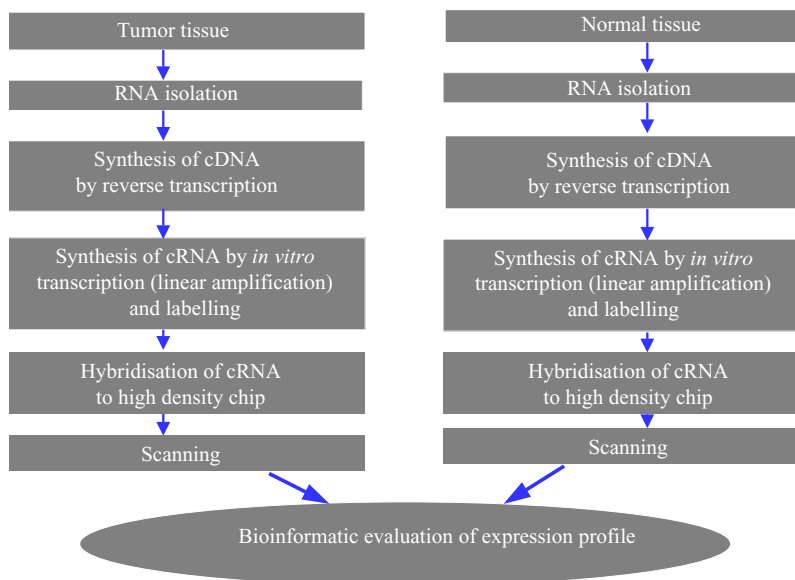 Tumor tissue
RNA isolation
Synthesis of cDNA
by reverse transcription
Synthesis of cRNA by in vitro
transcription (linear amplification)
and labelling
Hybridisation of cRNA
to high density chip
Scanning
Normal tissue
RNA isolation
Synthesis of cDNA
by reverse transcription
Synthesis of cRNA by in vitro
transcription (linear amplification)
and labelling
Hybridisation of cRNA
to high density chip
Scanning
Bioinformatic evaluation of expression profile